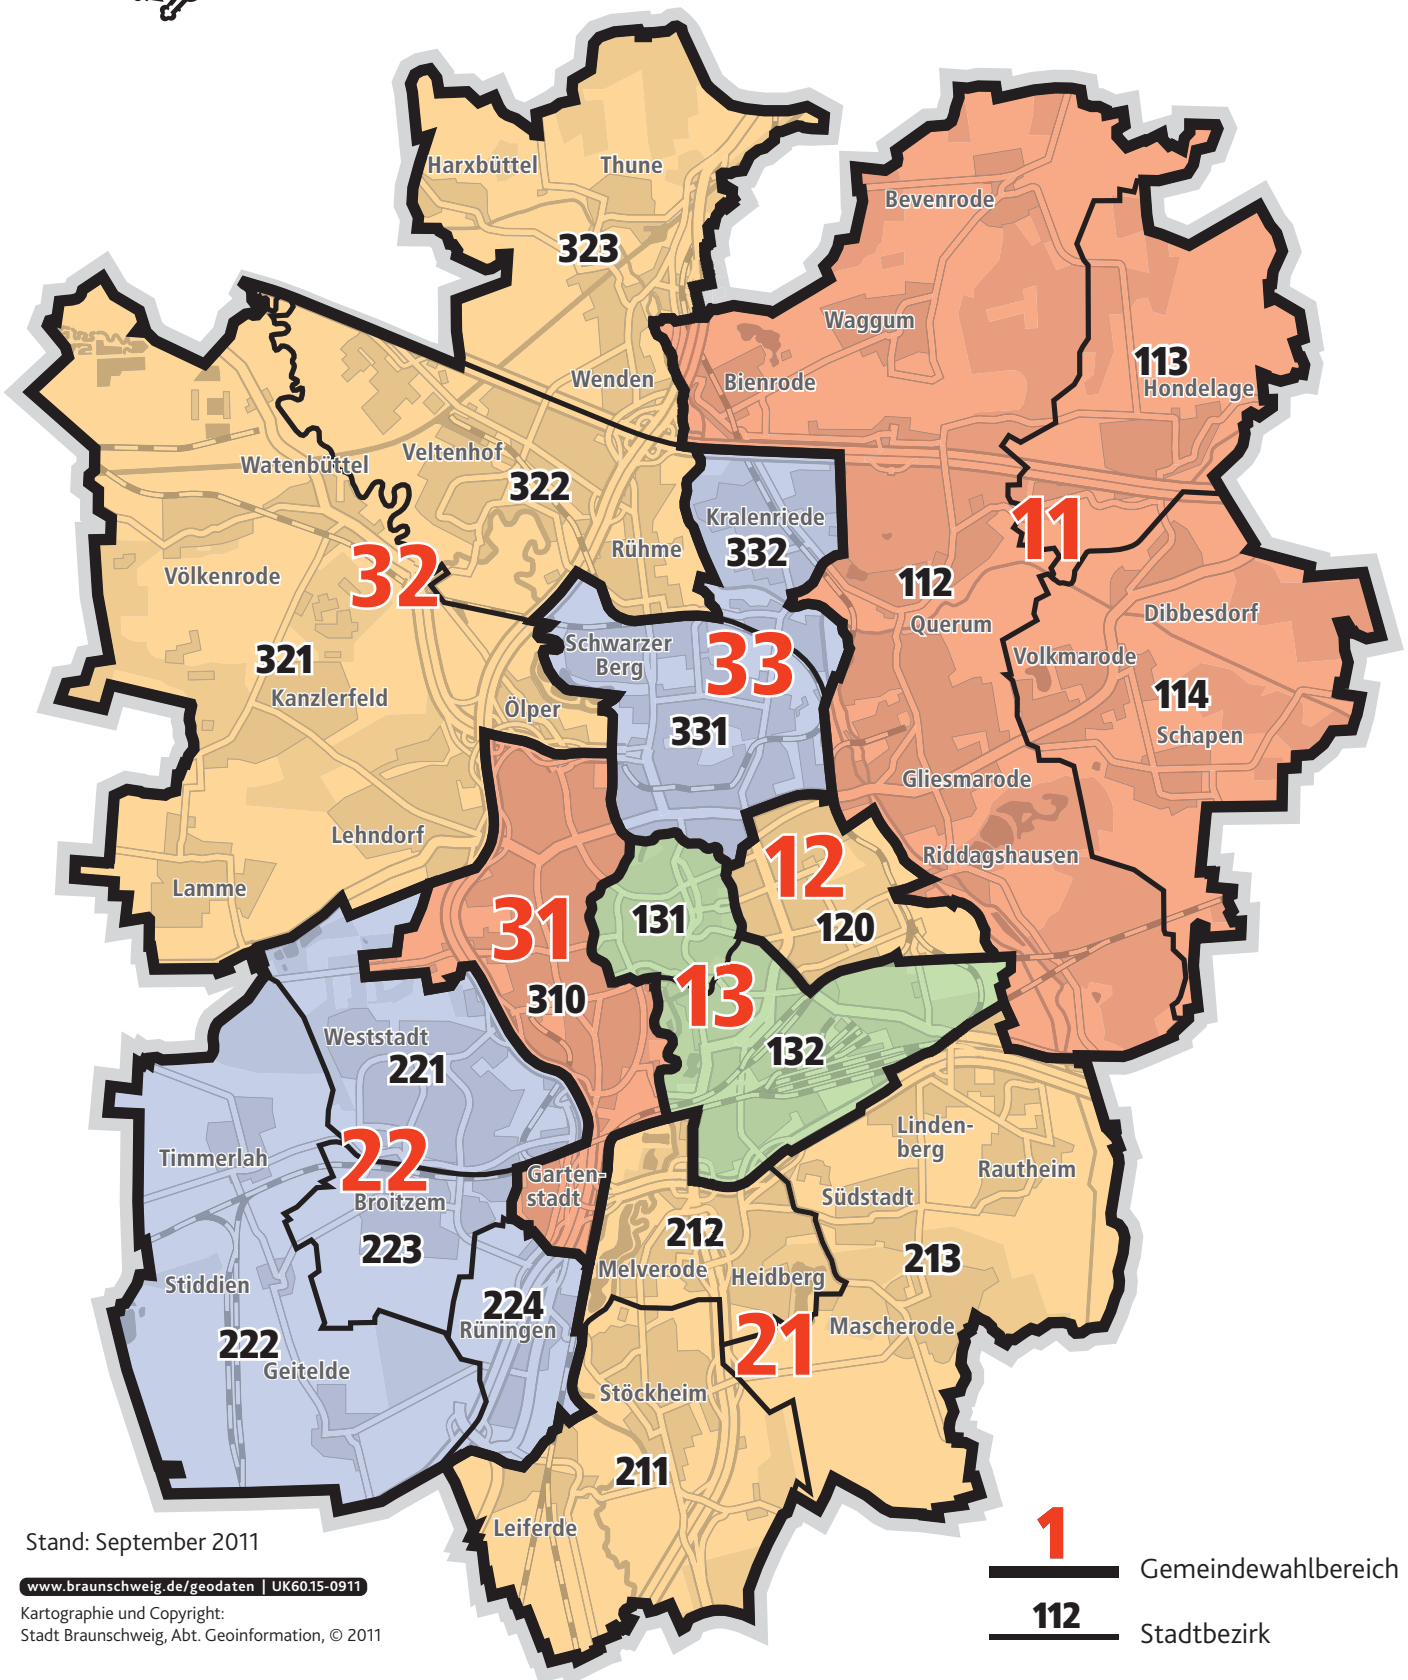 Harxbüttel
Thune
Bevenrode
323
Waggum
113
Hondelage
Wenden
Bienrode
Veltenhof
Watenbüttel
322
Kralenriede
332
11
Rühme
32
Völkenrode
112
Querum
Dibbesdorf
Schwarzer
Berg
33
Volkmarode
321
Kanzlerfeld
114
Ölper
331
Schapen
Gliesmarode
Lehndorf
12
Riddagshausen
Lamme
31
131
120
13
310
132
Weststadt
221
Linden-
berg
Timmerlah
22
Broitzem
Garten-
stadt
Rautheim
Südstadt
212
223
213
Melverode
Heidberg
Stiddien
224
Rüningen
21
Mascherode
222
Geitelde
Stöckheim
211
Leiferde
Stand: September 2011
www.braunschweig.de/geodaten | UK60.15-0911
Kartographie und Copyright:
Stadt Braunschweig, Abt. Geoinformation, © 2011
1
Gemeindewahlbereich
112
Stadtbezirk